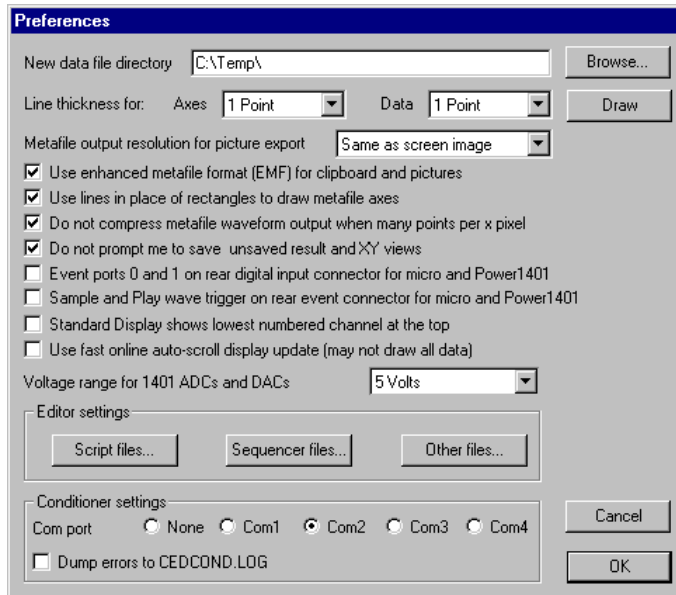 Preferences
New data file directory C:\Temp\ Browse...
Line thickness for: Axes 1 Point Data 1 Point Draw
Metafile output resolution for picture export Same as screen image
Use enhanced metafile format (EMF) for clipboard and pictures
Use lines in place of rectangles to draw metafile axes
Do not compress metafile waveform output when many points per x pixel
Do not prompt me to save unsaved result and XY views
Event ports 0 and 1 on rear digital input connector for micro and Power1401
Sample and Play wave trigger on rear event connector for micro and Power1401
Standard Display shows lowest numbered channel at the top
Use fast online auto-scroll display update (may not draw all data)
Voltage range for 1401 ADCs and DACs 5 Volts
Editor settings
Script files... Sequencer files... Other files...
Conditioner settings
Com port None Com1 Com2 Com3 Com4 Cancel
Dump errors to CEDCOND.LOG OK